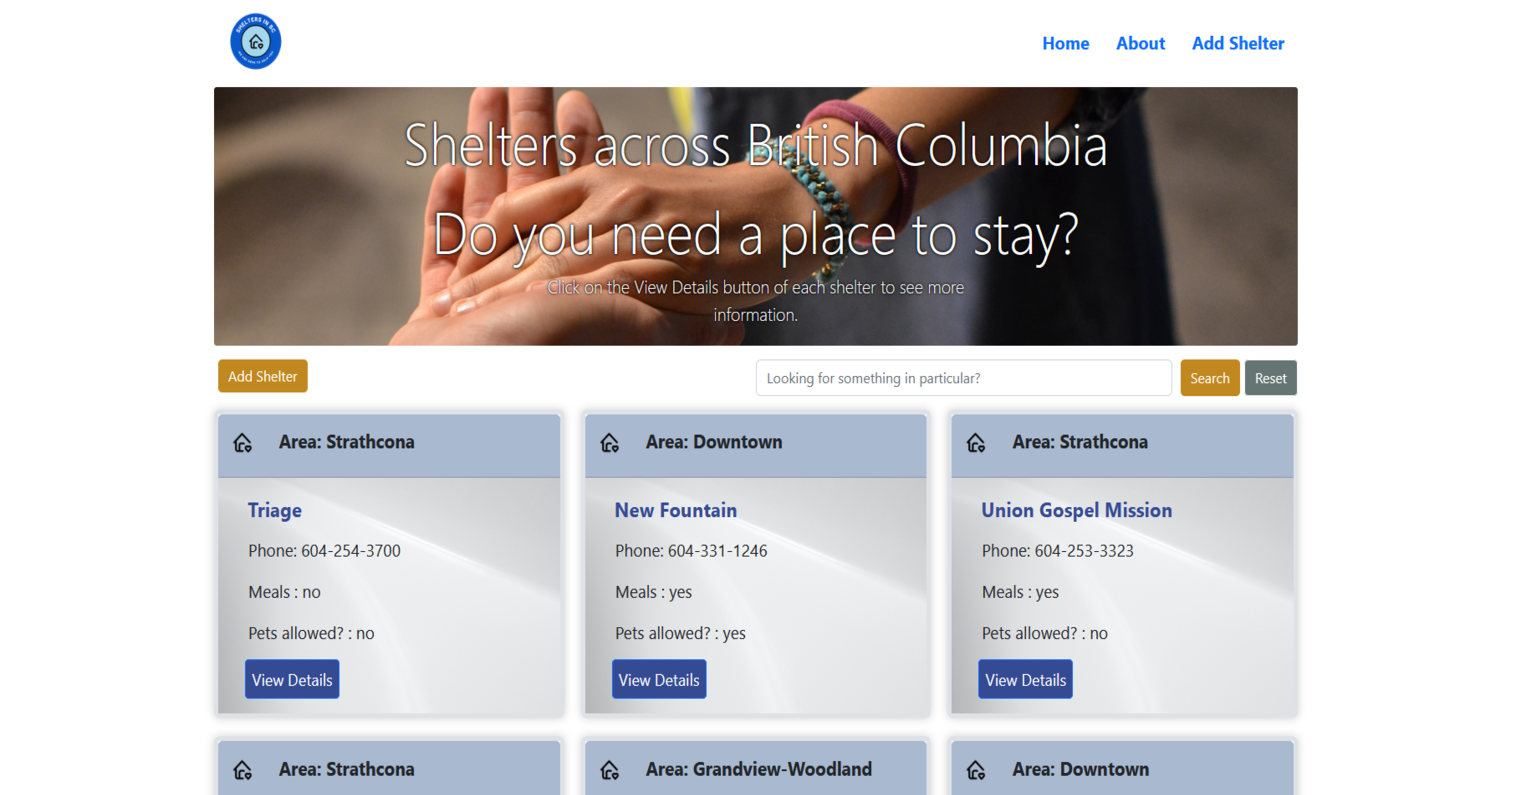 SHELTERS IN BC
Home
About
Add Shelter
Shelters across British Columbia
Do you need a place to stay?
Click on the View Details button of each shelter to see more
information.
Add Shelter
Looking for something in particular?
Search
Reset
Area: Strathcona
Triage
Phone: 604-254-3700
Meals : no
Pets allowed? : no
View Details
Area: Downtown
New Fountain
Phone: 604-331-1246
Meals : yes
Pets allowed? : yes
View Details
Area: Strathcona
Union Gospel Mission
Phone: 604-253-3323
Meals : yes
Pets allowed? : no
View Details
Area: Strathcona
Area: Grandview-Woodland
Area: Downtown